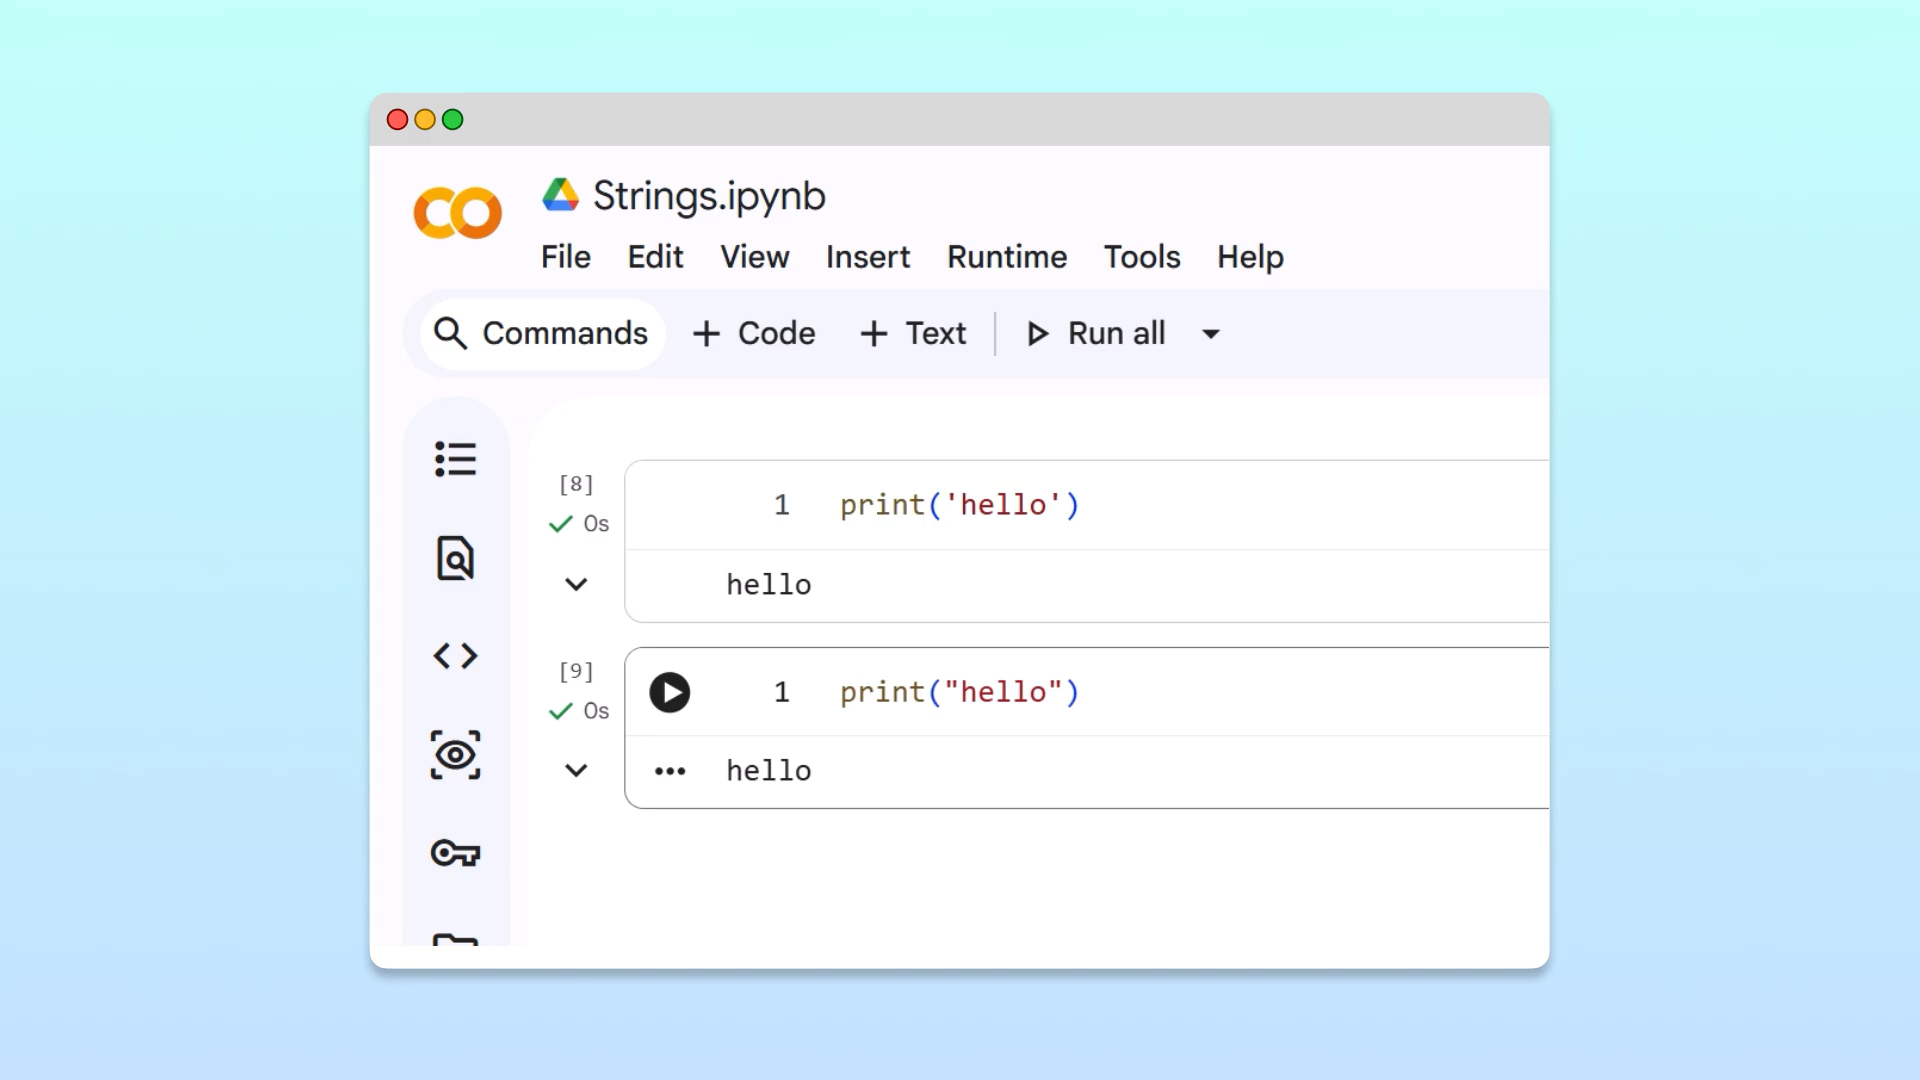 Strings.ipynb
File Edit View Insert Runtime Tools Help
Commands + Code + Text Run all
[8]
1 print('hello')
0s
hello
[9]
1 print("hello")
0s
hello